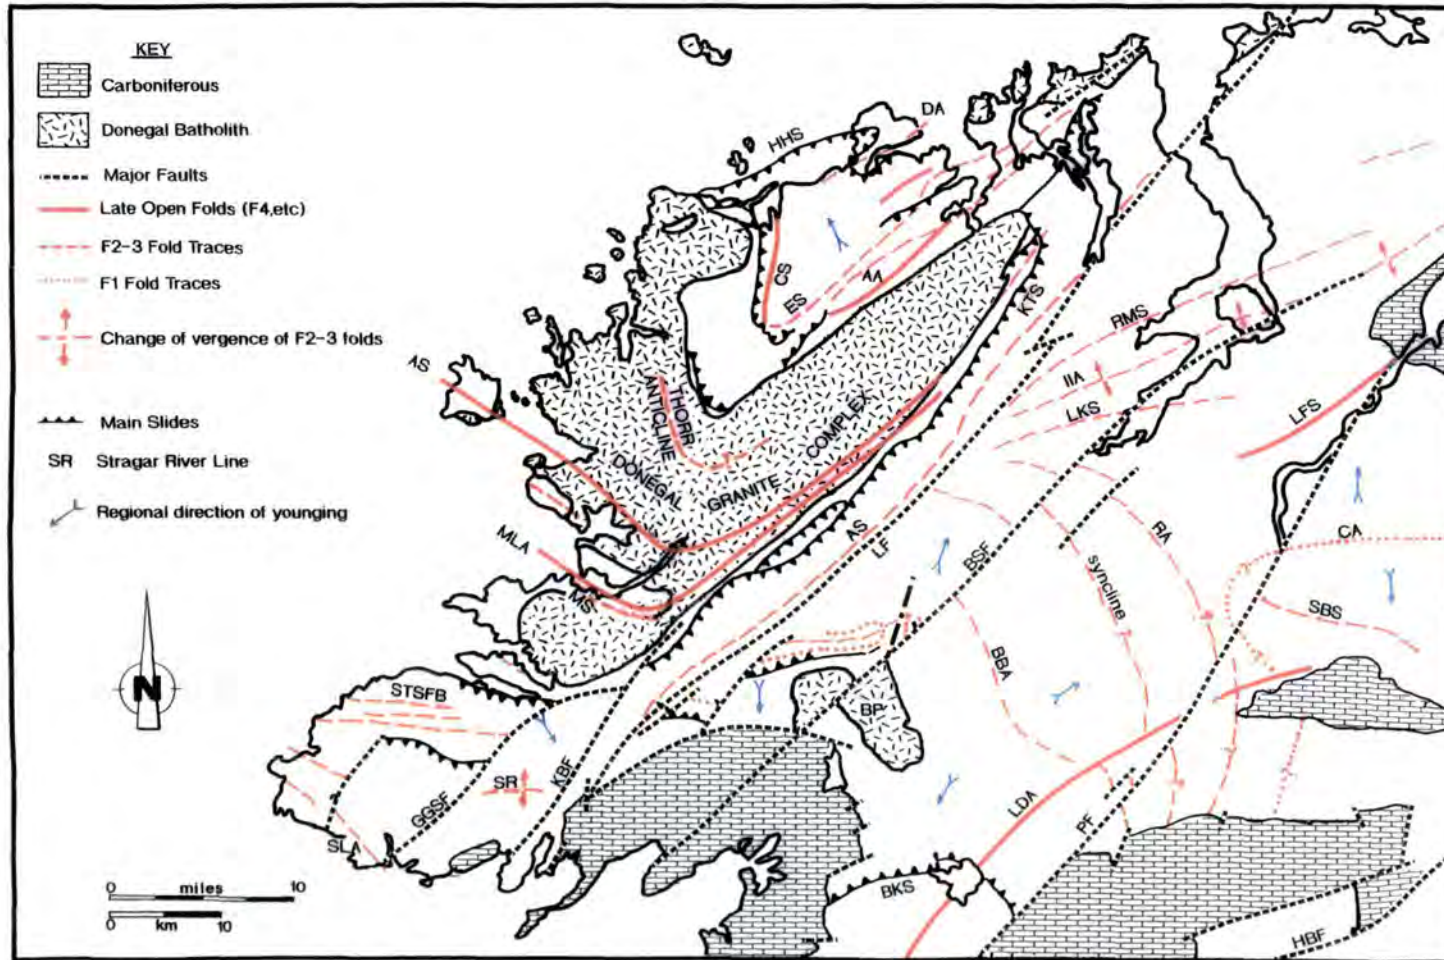 KEY
Carboniferous
Donegal Batholith
Major Faults
Late Open Folds (F4,etc)
F2-3 Fold Traces
F1 Fold Traces
Change of vergence of F2-3 folds
Main Slides
SR Stragar River Line
Regional direction of younging
N
0 miles 10
0 km 10
HHS
DA
CS
ES
AA
KTS
RMS
IIA
LKS
LFS
AS
THORR
ANTICLINE
DONEGAL
GRANITE
COMPLEX
MLA
MS
AS
LF
BSF
RA
CA
syncline
SBS
BBA
BP
STSFB
SR
KBF
GGSF
SLA
LDA
PF
BKS
HBF